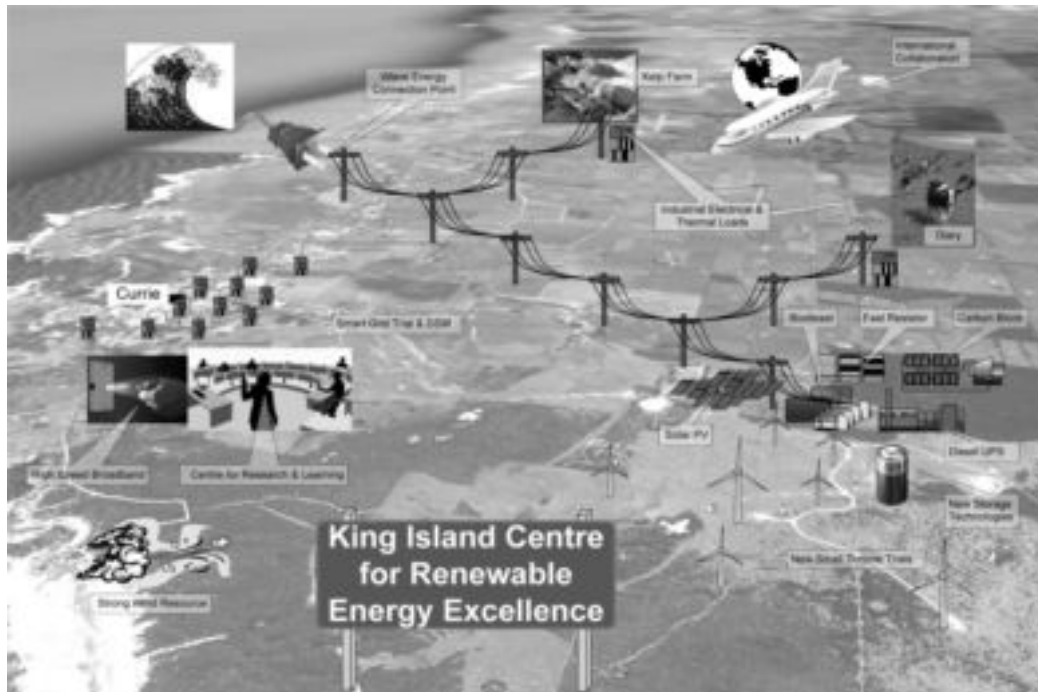 International
Collaboration
Wave Energy
Connection Point
Kelp Farm
Industrial Electrical &
Thermal Loads
Diary
Currie
Smart Grid Trial & DSM
Biodiesel
Fast Resistor
Carbon Block
Solar PV
High Speed Broadband
Centre for Research & Learning
Diesel UPS
New Storage
Technologies
New Small Turbine Trials
Strong Wind Resource
King Island Centre
for Renewable
Energy Excellence